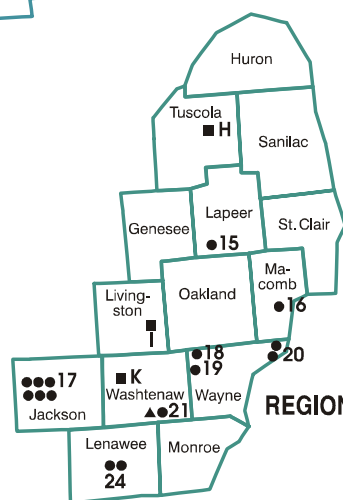 Huron
Tuscola
H
Sanilac
Genesee
Lapeer
15
St. Clair
Living-
ston
I
Oakland
Ma-
comb
16
17
Jackson
K
Washtenaw
21
18
19
Wayne
20
REGION
Lenawee
24
Monroe